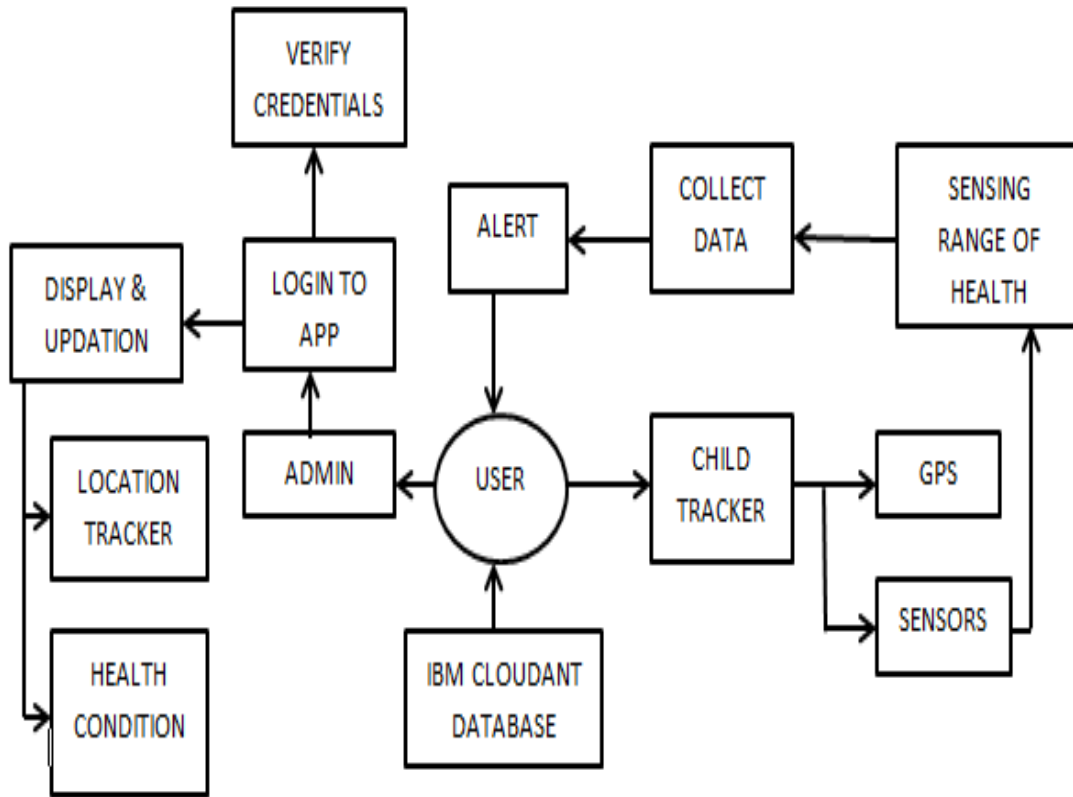 VERIFY
CREDENTIALS
ALERT
COLLECT
DATA
SENSING
RANGE OF
HEALTH
DISPLAY &
UPDATION
LOGIN TO
APP
LOCATION
TRACKER
ADMIN
USER
CHILD
TRACKER
GPS
SENSORS
HEALTH
CONDITION
IBM CLOUDANT
DATABASE